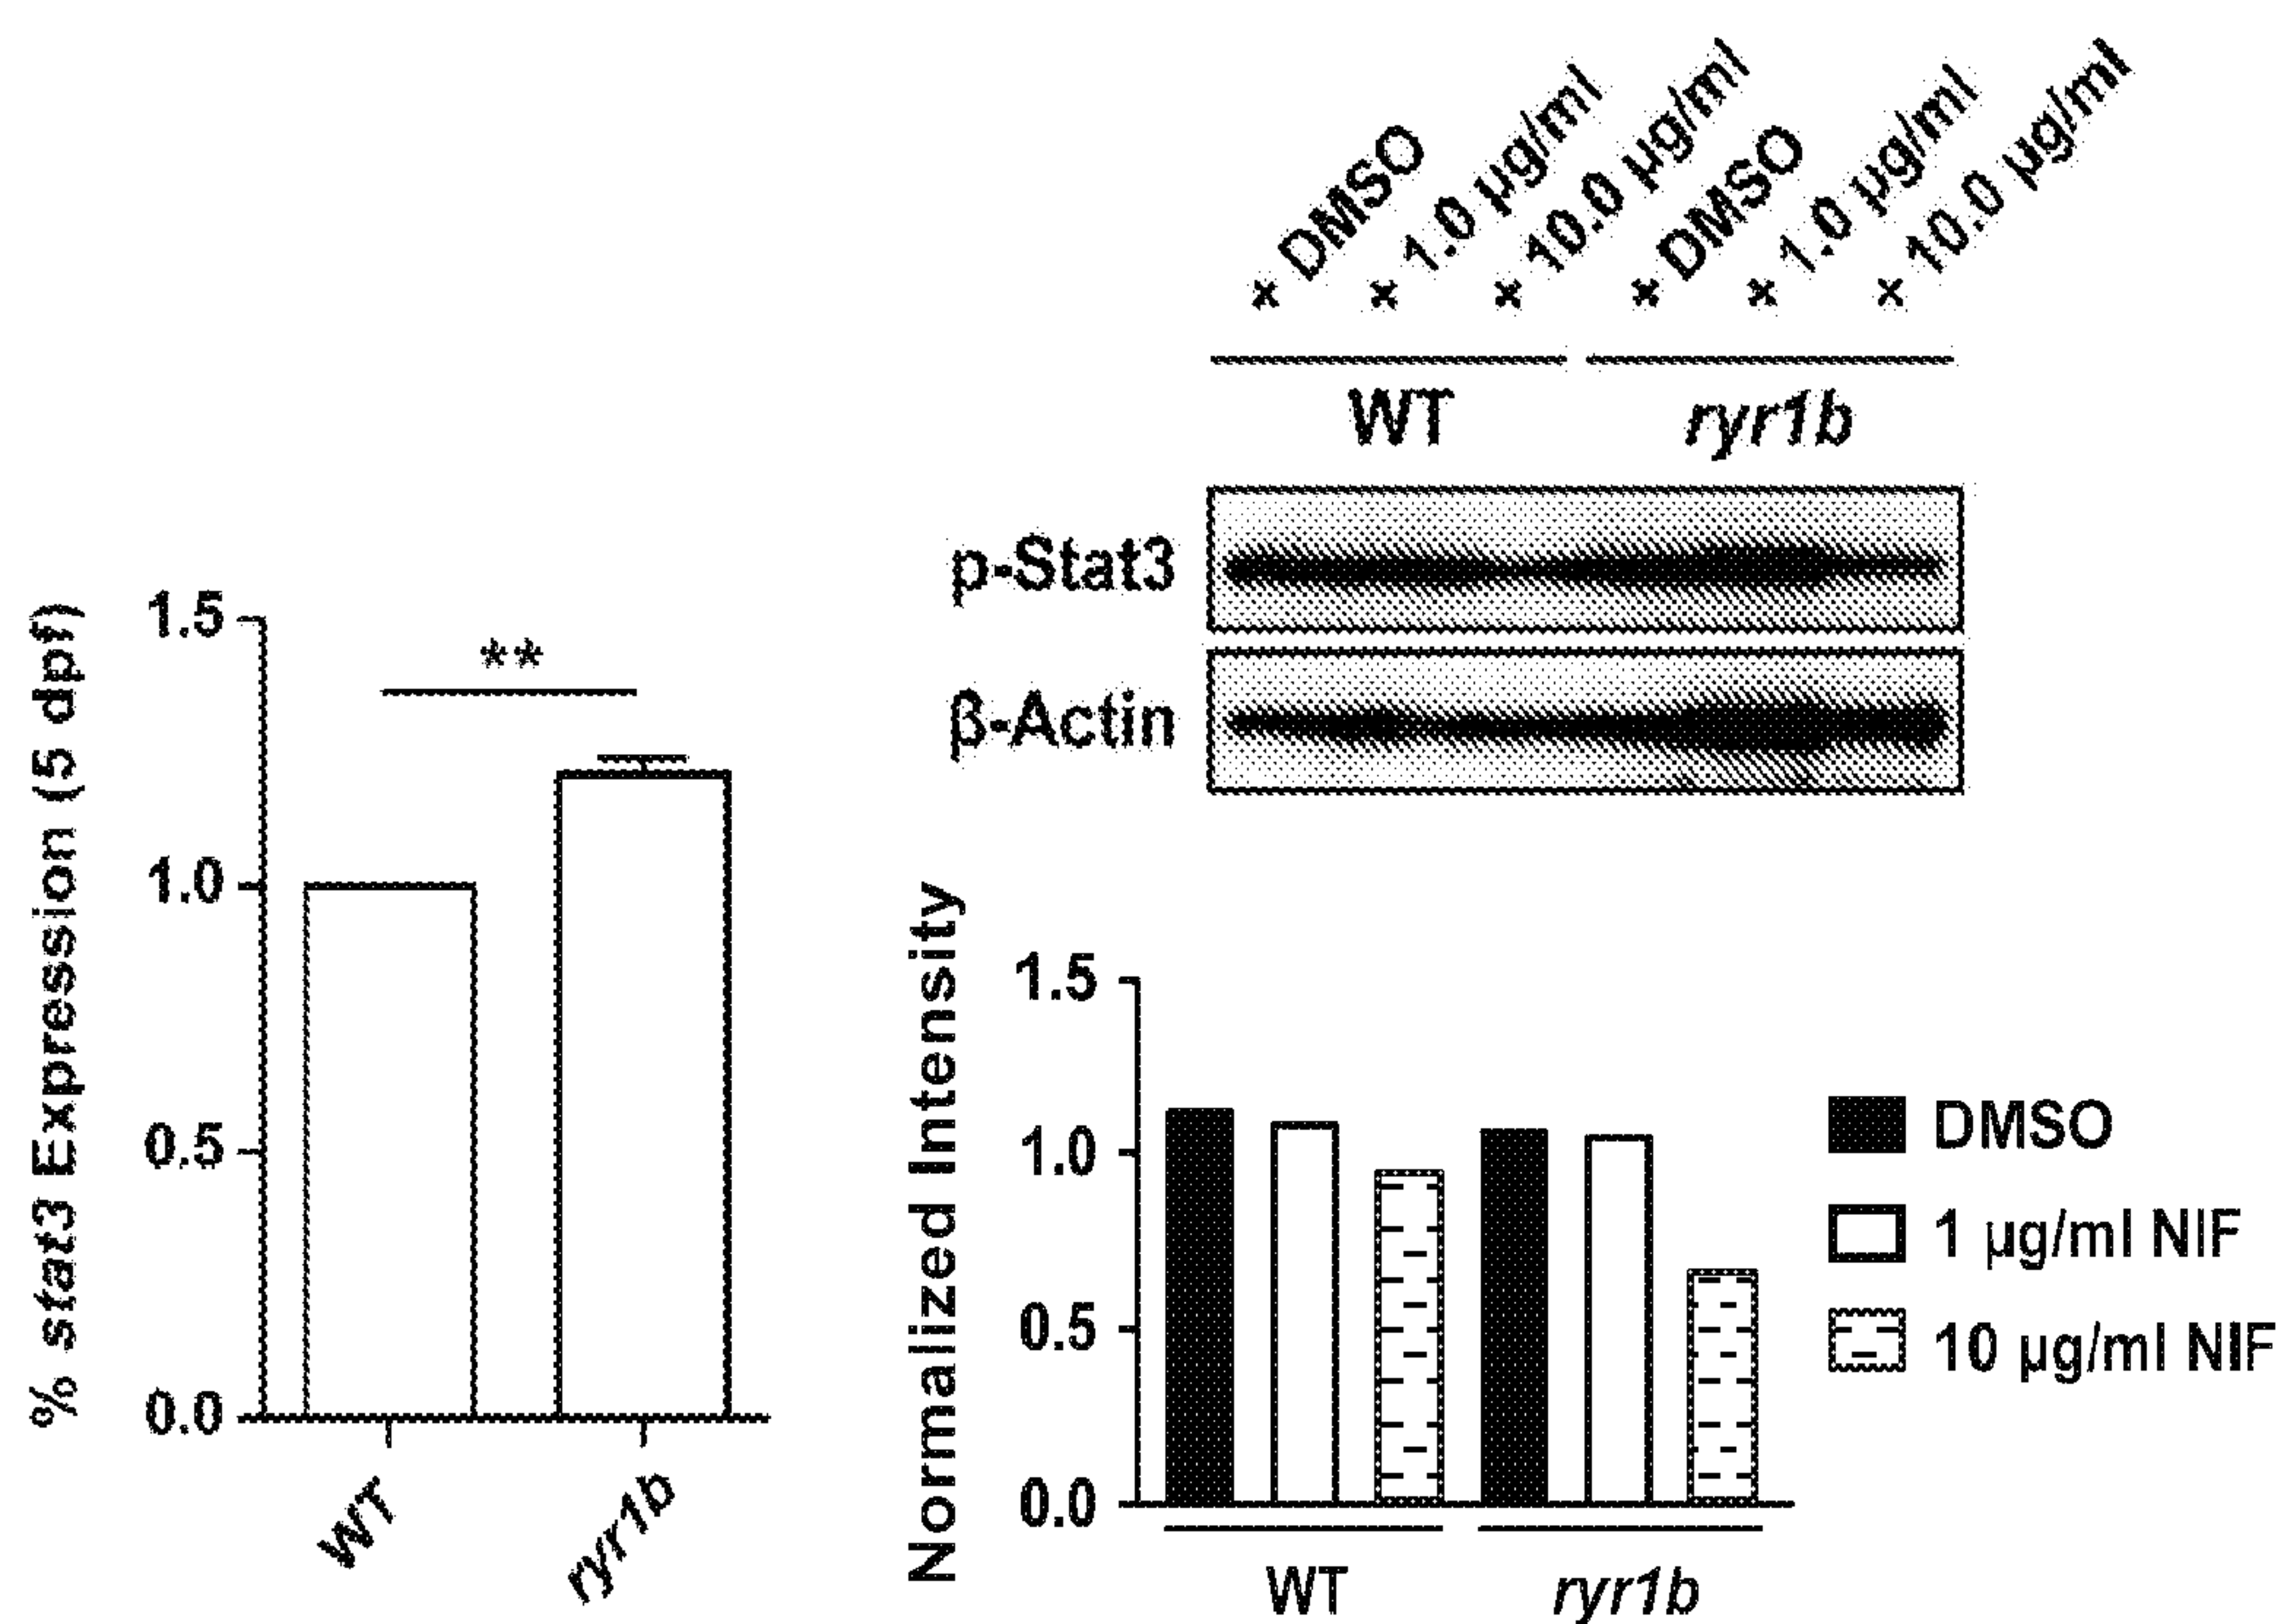 % stat3 Expression (5 dpf)
1.5
1.0
0.5
0.0
**
WT
ryr1b
+ DMSO
+ 1.0 µg/ml
+ 10.0 µg/ml
+ DMSO
+ 1.0 µg/ml
+ 10.0 µg/ml
WT
ryr1b
p-Stat3
β-Actin
Normalized Intensity
1.5
1.0
0.5
0.0
WT
ryr1b
DMSO
1 µg/ml NIF
10 µg/ml NIF